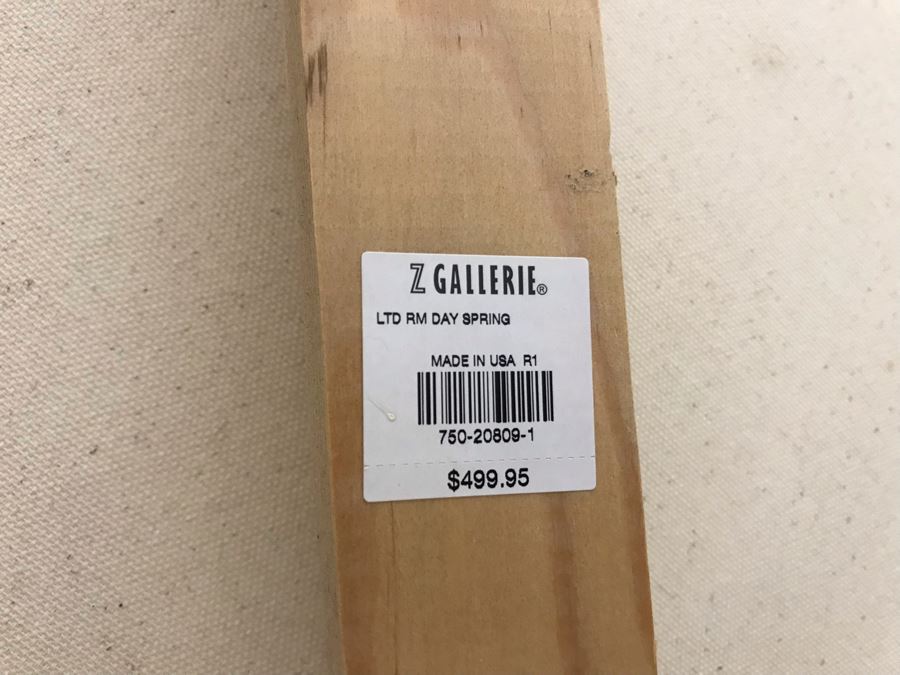 Z GALLERIE®
LTD RM DAY SPRING
MADE IN USA R1
750-20809-1
$499.95